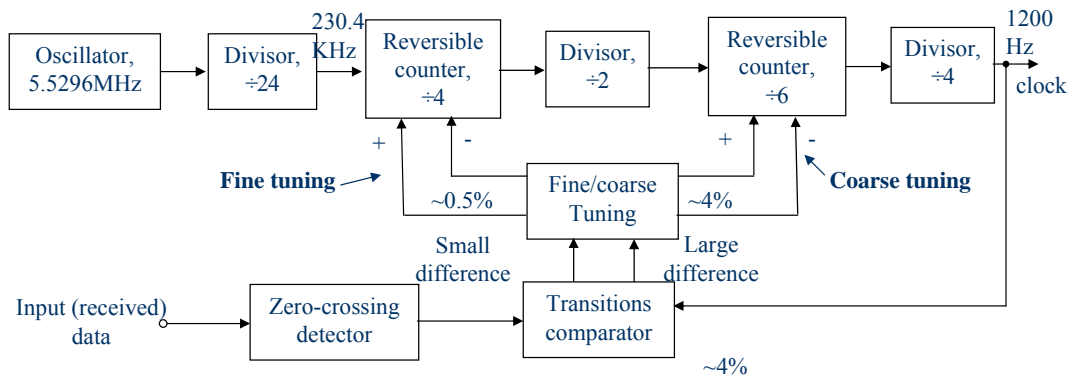 Oscillator,
5.5296MHz
Divisor,
÷24
230.4
KHz
Reversible
counter,
÷4
Divisor,
÷2
Reversible
counter,
÷6
Divisor,
÷4
1200
Hz
clock
+
-
+
-
Fine tuning
~0.5%
Fine/coarse
Tuning
~4%
Coarse tuning
Small
difference
Large
difference
Input (received)
data
Zero-crossing
detector
Transitions
comparator
~4%